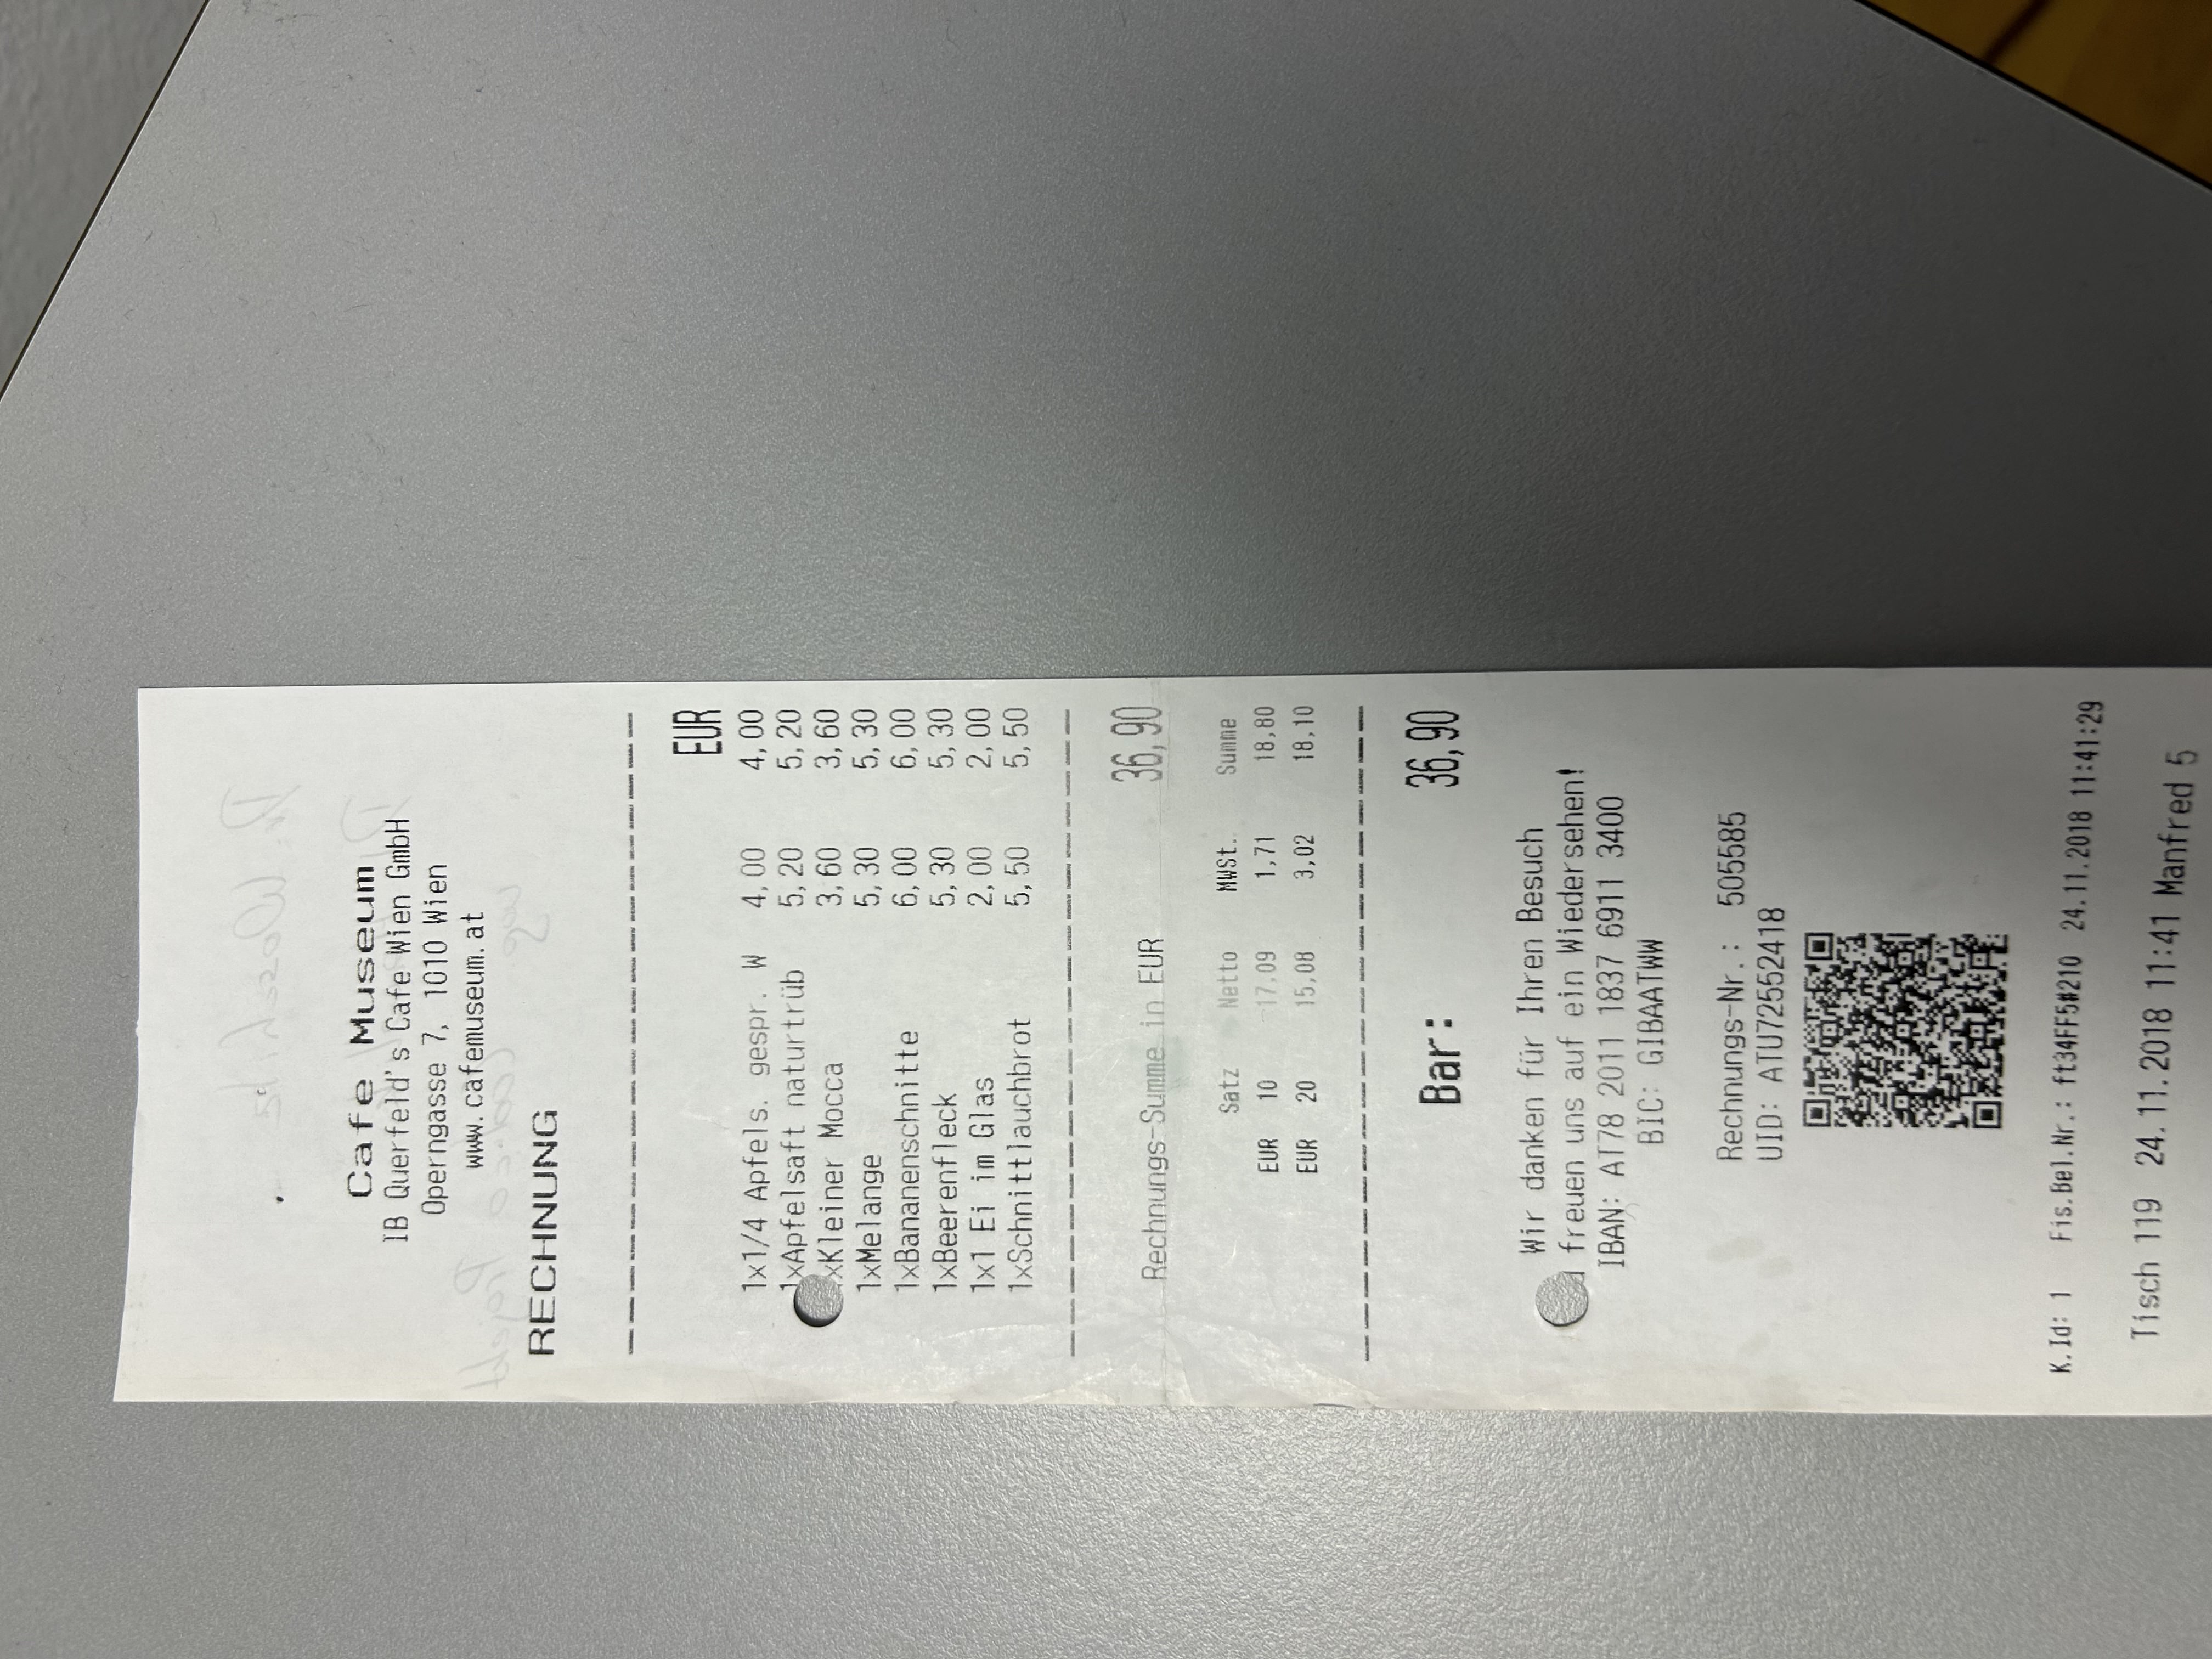 Cafe Museum
IB Querfeld's Cafe Wien GmbH
Operngasse 7, 1010 Wien
www.cafemuseum.at
RECHNUNG
EUR
1x1/4 Apfels. gespr. W 4,00 4,00
1xApfelsaft naturtrüb 5,20 5,20
xKleiner Mocca 3,60 3,60
1xMelange 5,30 5,30
1xBananenschnitte 6,00 6,00
1xBeerenfleck 5,30 5,30
1x1 Ei im Glas 2,00 2,00
1xSchnittlauchbrot 5,50 5,50
Rechnungs-Summe in EUR 36,90
Satz Netto MWSt. Summe
EUR 10 17,09 1,71 18,80
EUR 20 15,08 3,02 18,10
Bar: 36,90
Wir danken für Ihren Besuch
freuen uns auf ein Wiedersehen!
IBAN: AT78 2011 1837 6911 3400
BIC: GIBAATWW
Rechnungs-Nr.: 505585
UID: ATU72552418
K.Id: 1 Fis.Bel.Nr.: ft34FF5#210 24.11.2018 11:41:29
Tisch 119 24.11.2018 11:41 Manfred 5